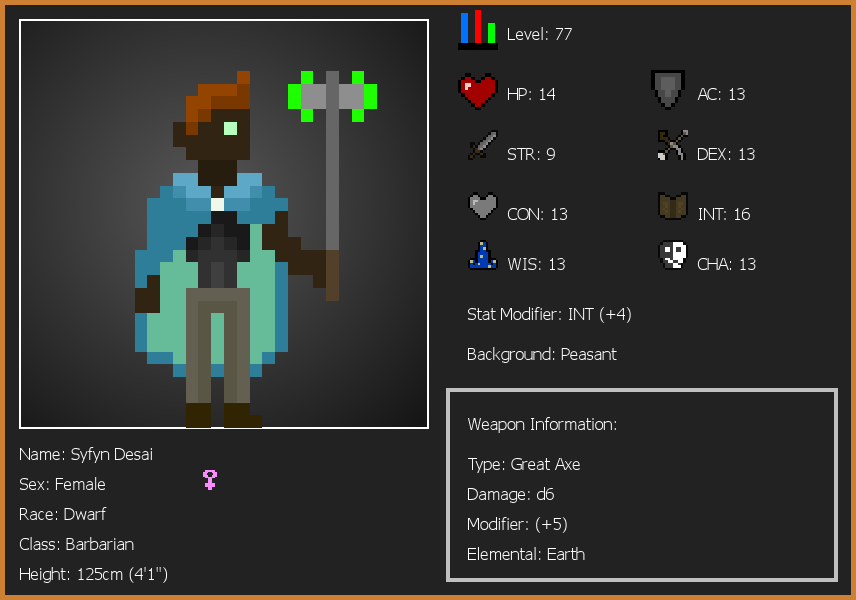 Level: 77
HP: 14
AC: 13
STR: 9
DEX: 13
CON: 13
INT: 16
WIS: 13
CHA: 13
Stat Modifier: INT (+4)
Background: Peasant
Weapon Information:
Type: Great Axe
Damage: d6
Modifier: (+5)
Elemental: Earth
Name: Syfyn Desai
Sex: Female
Race: Dwarf
Class: Barbarian
Height: 125cm (4'1")